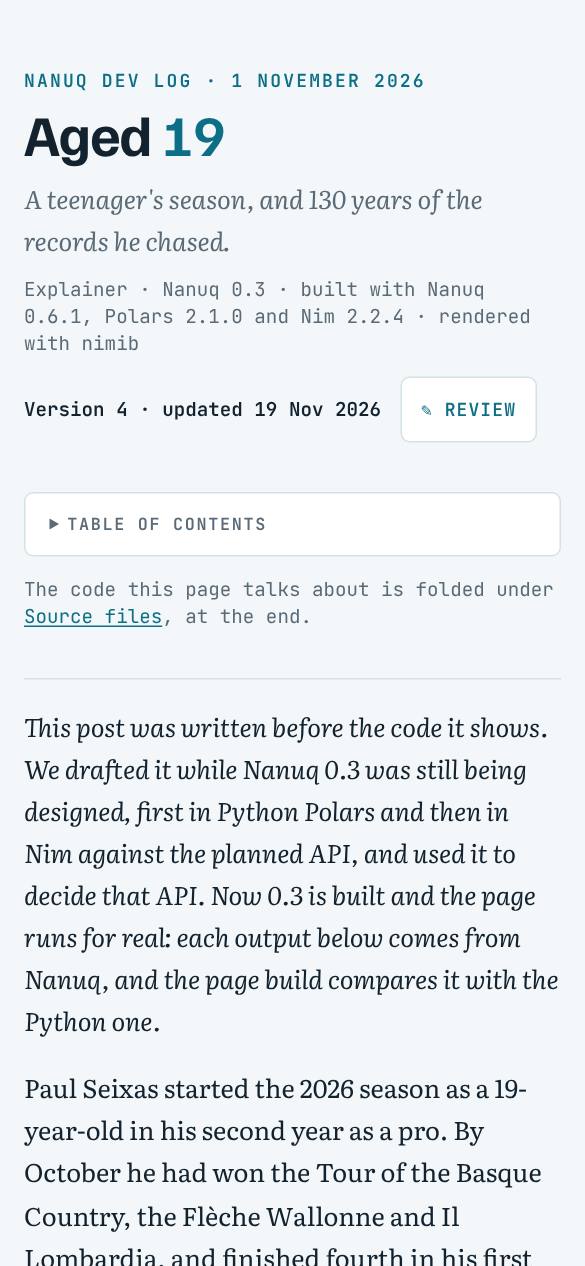 NANUQ DEV LOG · 1 NOVEMBER 2026
Aged 19
A teenager's season, and 130 years of the
records he chased.
Explainer · Nanuq 0.3 · built with Nanuq
0.6.1, Polars 2.1.0 and Nim 2.2.4 · rendered
with nimib
Version 4 · updated 19 Nov 2026
✎ REVIEW
▶ TABLE OF CONTENTS
The code this page talks about is folded under
Source files, at the end.
This post was written before the code it shows.
We drafted it while Nanuq 0.3 was still being
designed, first in Python Polars and then in
Nim against the planned API, and used it to
decide that API. Now 0.3 is built and the page
runs for real: each output below comes from
Nanuq, and the page build compares it with the
Python one.
Paul Seixas started the 2026 season as a 19-
year-old in his second year as a pro. By
October he had won the Tour of the Basque
Country, the Flèche Wallonne and Il
Lombardia, and finished fourth in his first